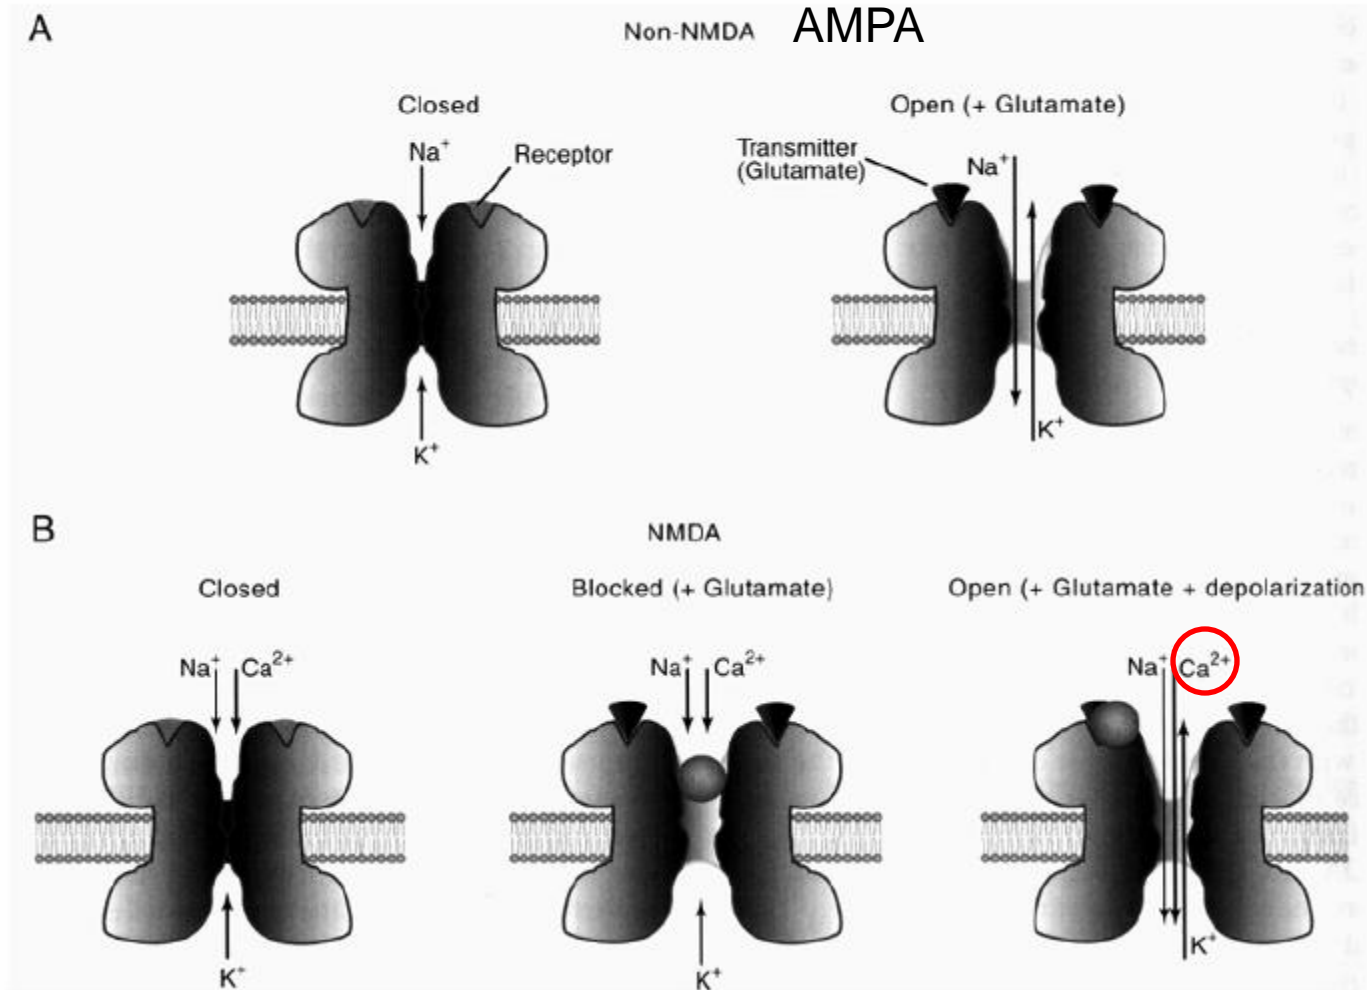 A
Non-NMDA AMPA
Closed
Open (+ Glutamate)
Na⁺
Receptor
Transmitter
(Glutamate)
Na⁺
K⁺
K⁺
B
NMDA
Closed
Blocked (+ Glutamate)
Open (+ Glutamate + depolarization
Na⁺ Ca²⁺
Na⁺ Ca²⁺
Na⁺ Ca²⁺
K⁺
K⁺
K⁺